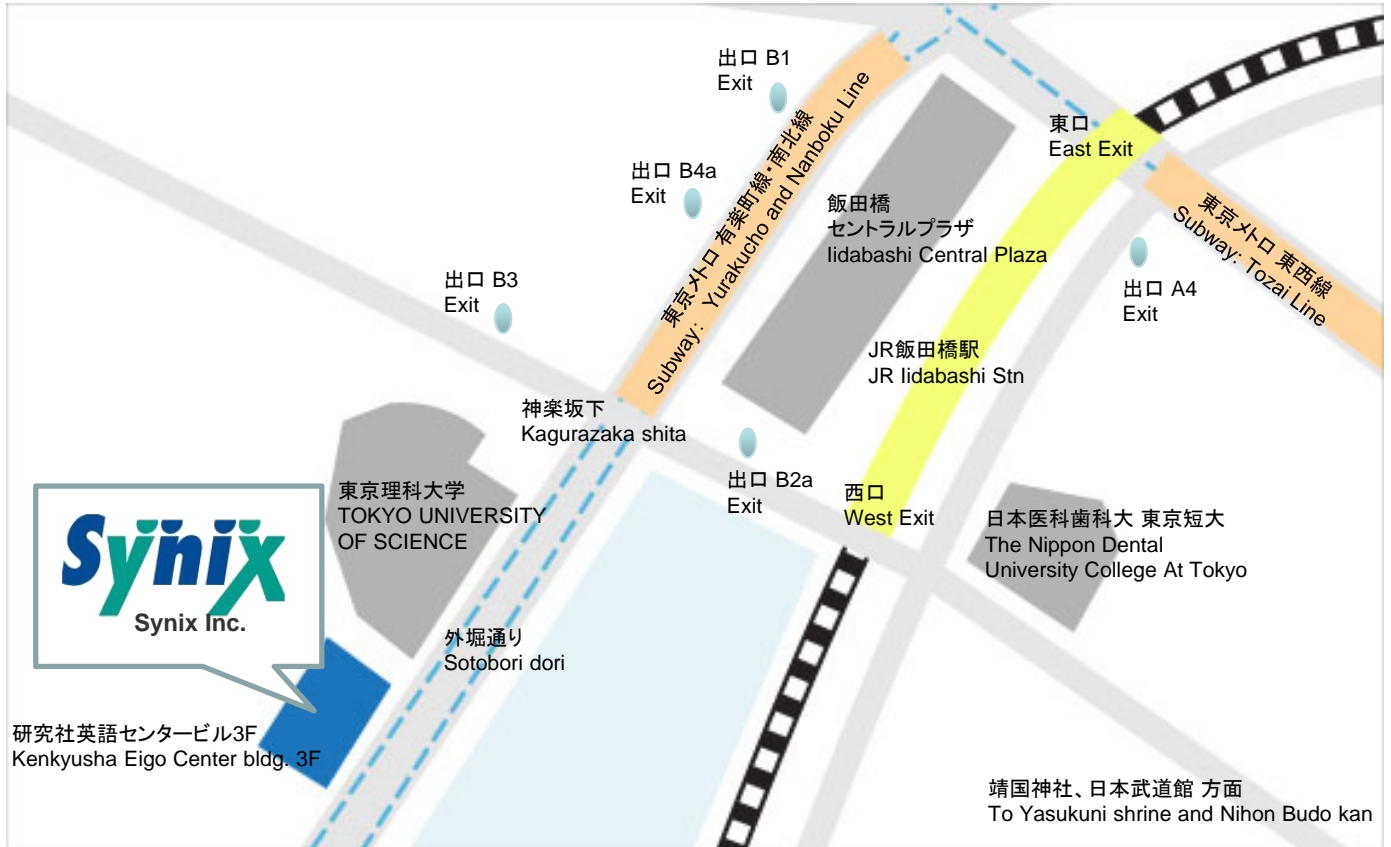 出口 B1
Exit
東口
East Exit
出口 B4a
Exit
東京メトロ 有楽町線・南北線
Subway: Yurakucho and Nanboku Line
飯田橋
セントラルプラザ
Iidabashi Central Plaza
東京メトロ 東西線
Subway: Tozai Line
出口 B3
Exit
出口 A4
Exit
JR飯田橋駅
JR Iidabashi Stn
神楽坂下
Kagurazaka shita
出口 B2a
Exit
西口
West Exit
東京理科大学
TOKYO UNIVERSITY
OF SCIENCE
日本医科歯科大 東京短大
The Nippon Dental
University College At Tokyo
Synix
Synix Inc.
外堀通り
Sotobori dori
研究社英語センタービル3F
Kenkyusha Eigo Center bldg. 3F
靖国神社、日本武道館 方面
To Yasukuni shrine and Nihon Budo kan